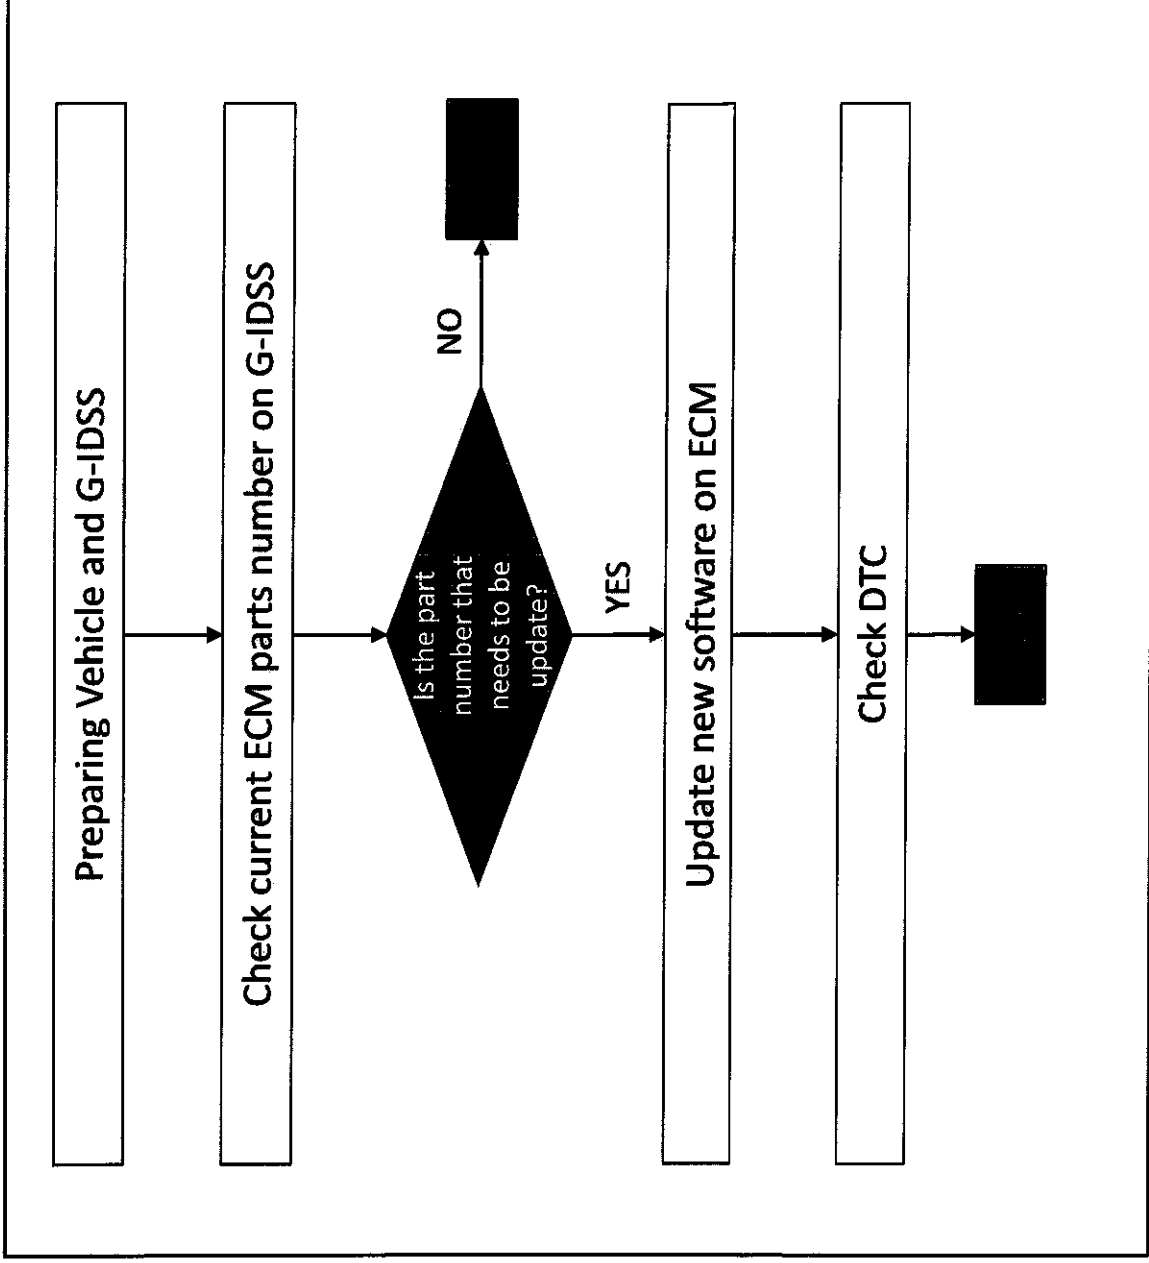 Preparing Vehicle and G-IDSS
Check current ECM parts number on G-IDSS
Is the part
number that
needs to be
update?
NO
YES
Update new software on ECM
Check DTC